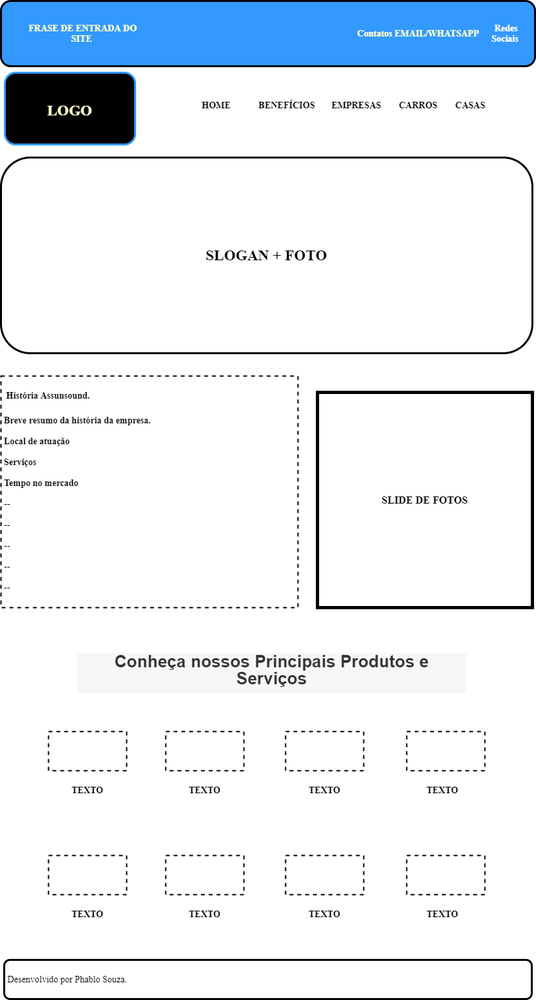 FRASE DE ENTRADA DO
SITE
Contatos EMAIL/WHATSAPP
Redes
Sociais
LOGO
HOME BENEFÍCIOS EMPRESAS CARROS CASAS
SLOGAN + FOTO
História Assunsound.
Breve resumo da história da empresa.
Local de atuação
Serviços
Tempo no mercado
--
--
--
--
--
SLIDE DE FOTOS
Conheça nossos Principais Produtos e
Serviços
TEXTO TEXTO TEXTO TEXTO
TEXTO TEXTO TEXTO TEXTO
Desenvolvido por Phablo Souza.